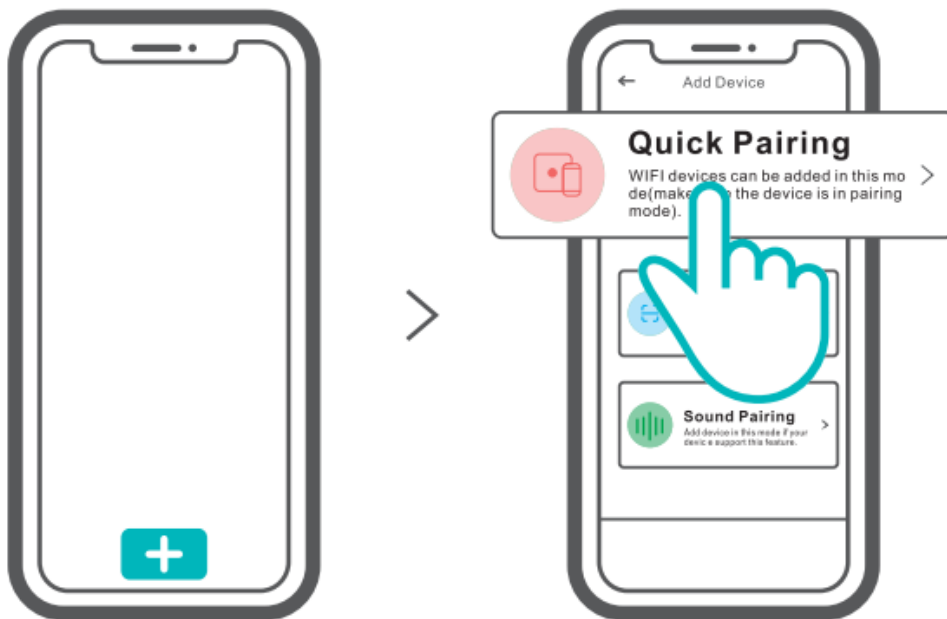 Add Device
Quick Pairing
WIFI devices can be added in this mo
de(make the device is in pairing
mode).
Sound Pairing
Add device in this mode if your
devic e support this feature.